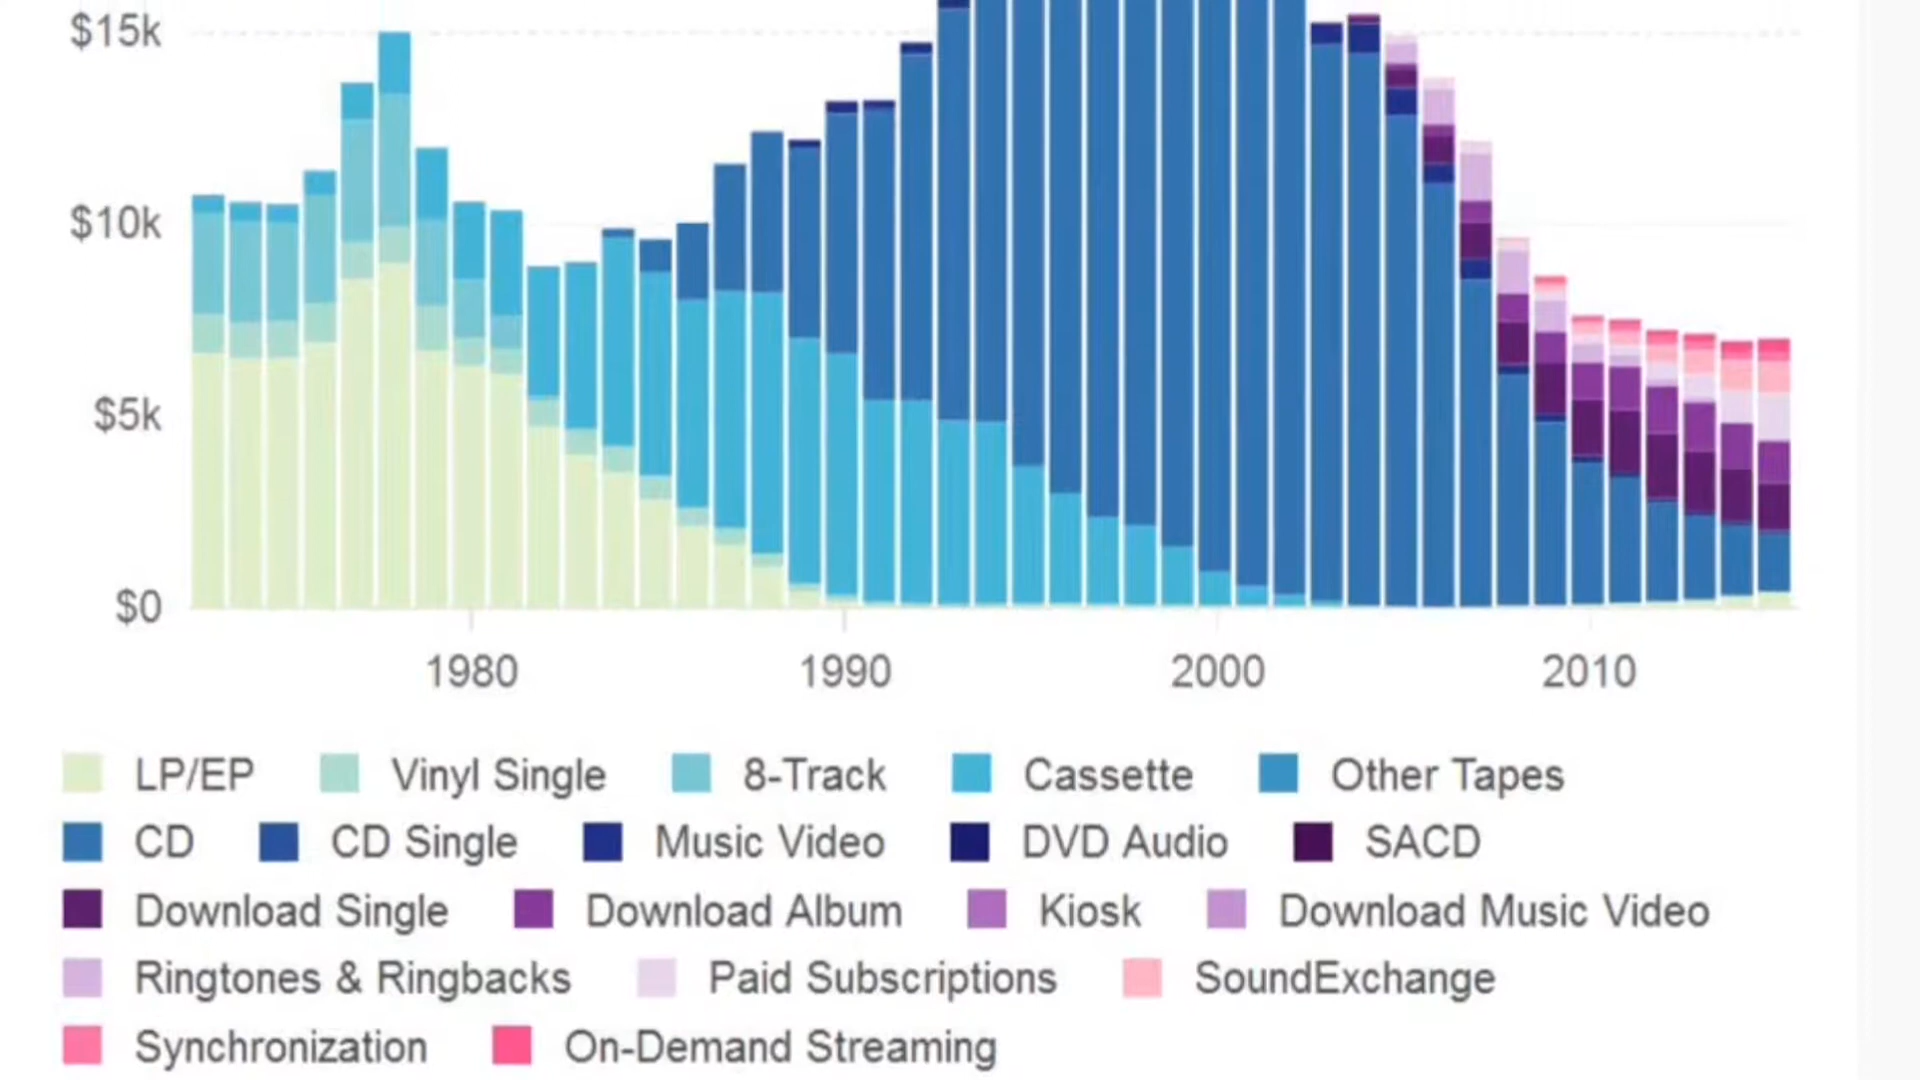 $15k
$10k
$5k
$0
1980 1990 2000 2010
LP/EP Vinyl Single 8-Track Cassette Other Tapes
CD CD Single Music Video DVD Audio SACD
Download Single Download Album Kiosk Download Music Video
Ringtones & Ringbacks Paid Subscriptions SoundExchange
Synchronization On-Demand Streaming